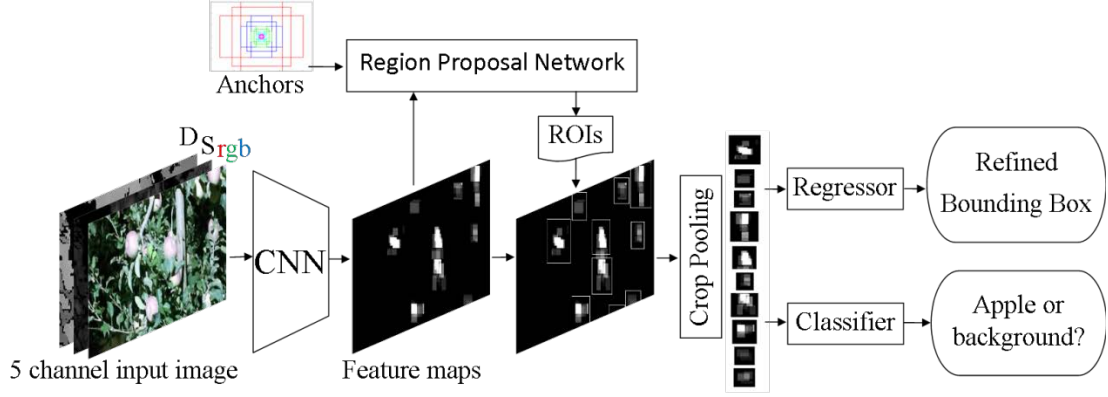 Anchors
Region Proposal Network
ROIs
D
S
rgb
CNN
5 channel input image
Feature maps
Crop Pooling
Regressor
Refined
Bounding Box
Classifier
Apple or
background?